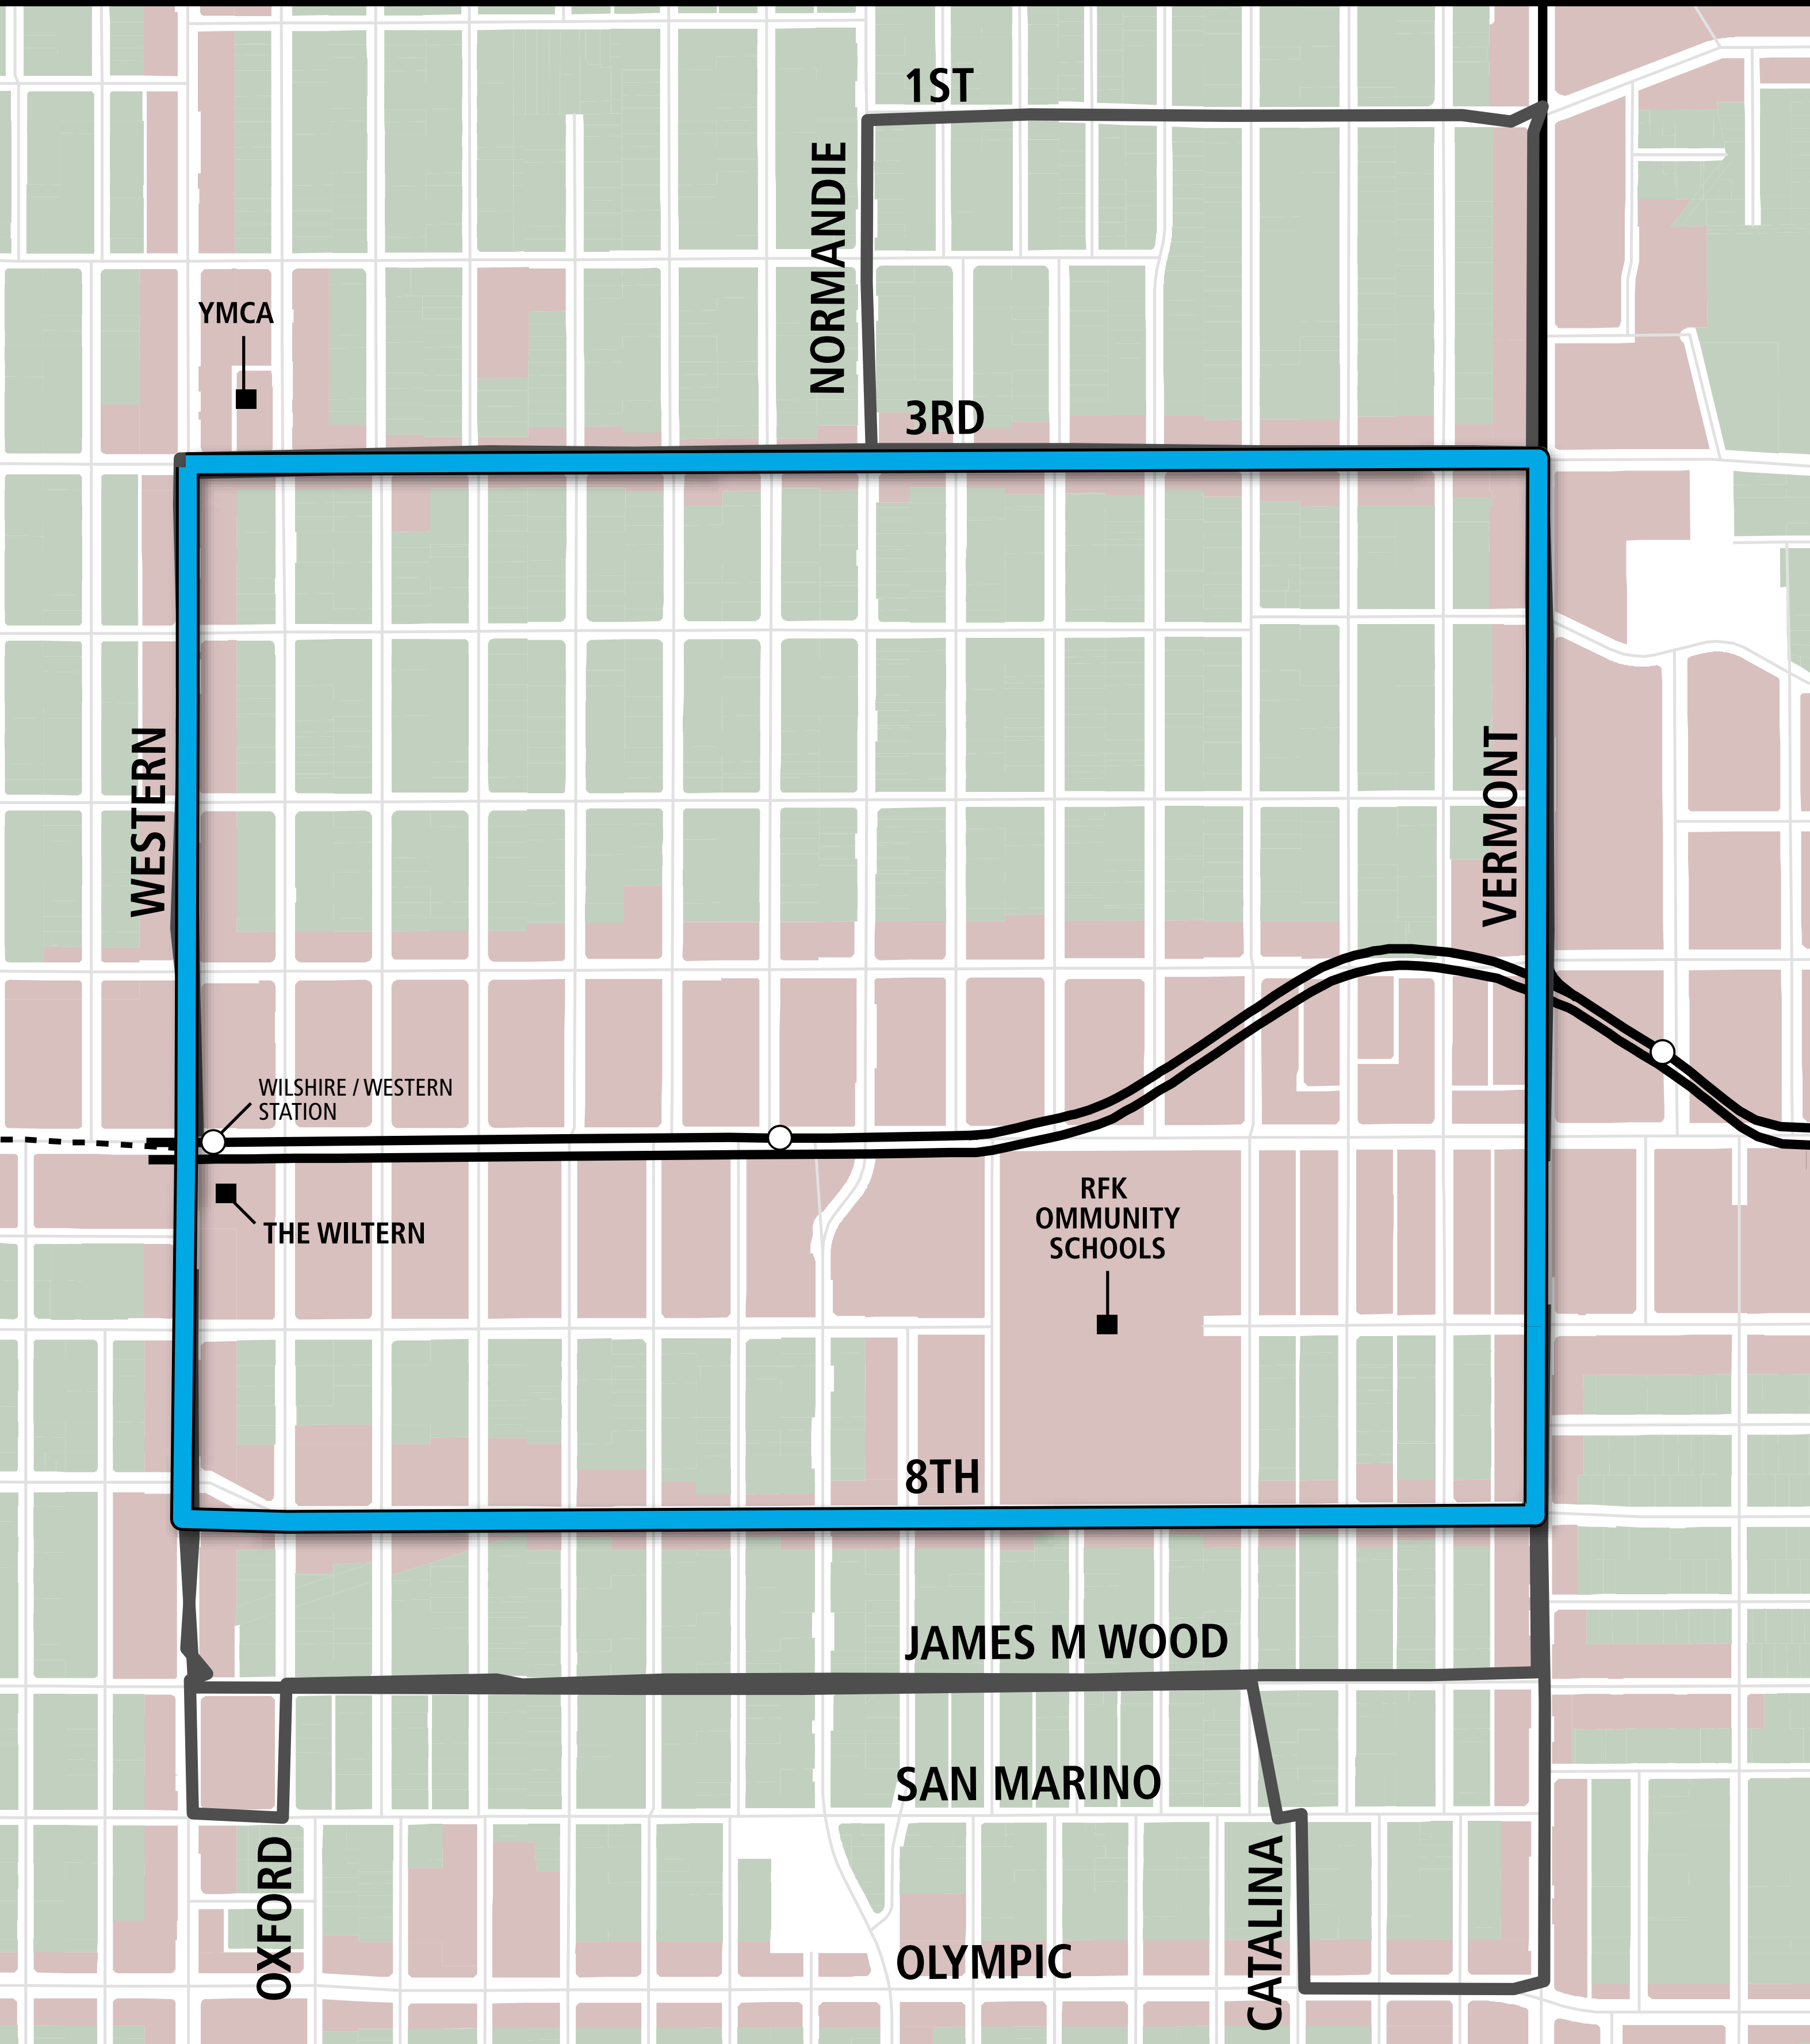 1ST
NORMANDIE
YMCA
3RD
WESTERN
VERMONT
WILSHIRE / WESTERN
STATION
THE WILTERN
RFK
OMMUNITY
SCHOOLS
8TH
JAMES M WOOD
SAN MARINO
OXFORD
CATALINA
OLYMPIC